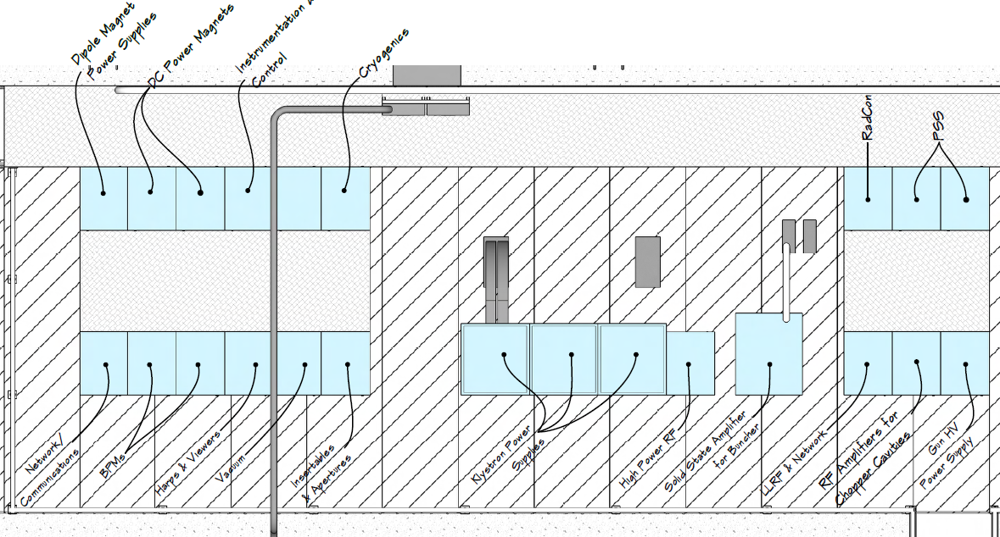 Dipole Magnet
Power Supplies
DC Power Magnets
Instrumentation
Control
Cryogenics
RadCon
PSS
Network/
Communications
BPMs
Harps & Viewers
Vacuum
Insertables
& Apertures
Klystron Power
Supplies
High Power RF
Solid State Amplifier
for Buncher
LLRF & Network
RF Amplifiers for
Chopper Cavities
Gun HV
Power Supply